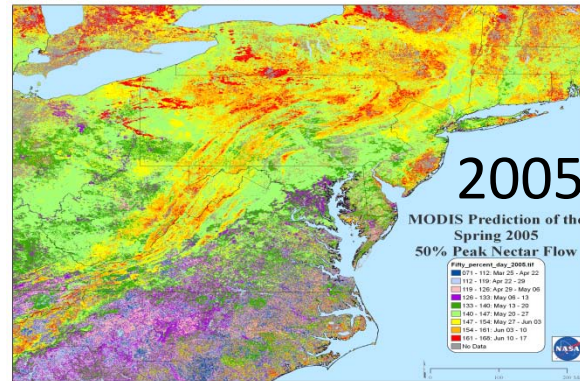 2005
MODIS Prediction of the
Spring 2005
50% Peak Nectar Flow
Fifty_percent_day_2005.tif
071 - 112: Mar 25 - Apr 22
112 - 119: Apr 22 - 29
119 - 126: Apr 29 - May 06
126 - 133: May 06 - 13
133 - 140: May 13 - 20
140 - 147: May 20 - 27
147 - 154: May 27 - Jun 03
154 - 161: Jun 03 - 10
161 - 168: Jun 10 - 17
No Data
NASA
0